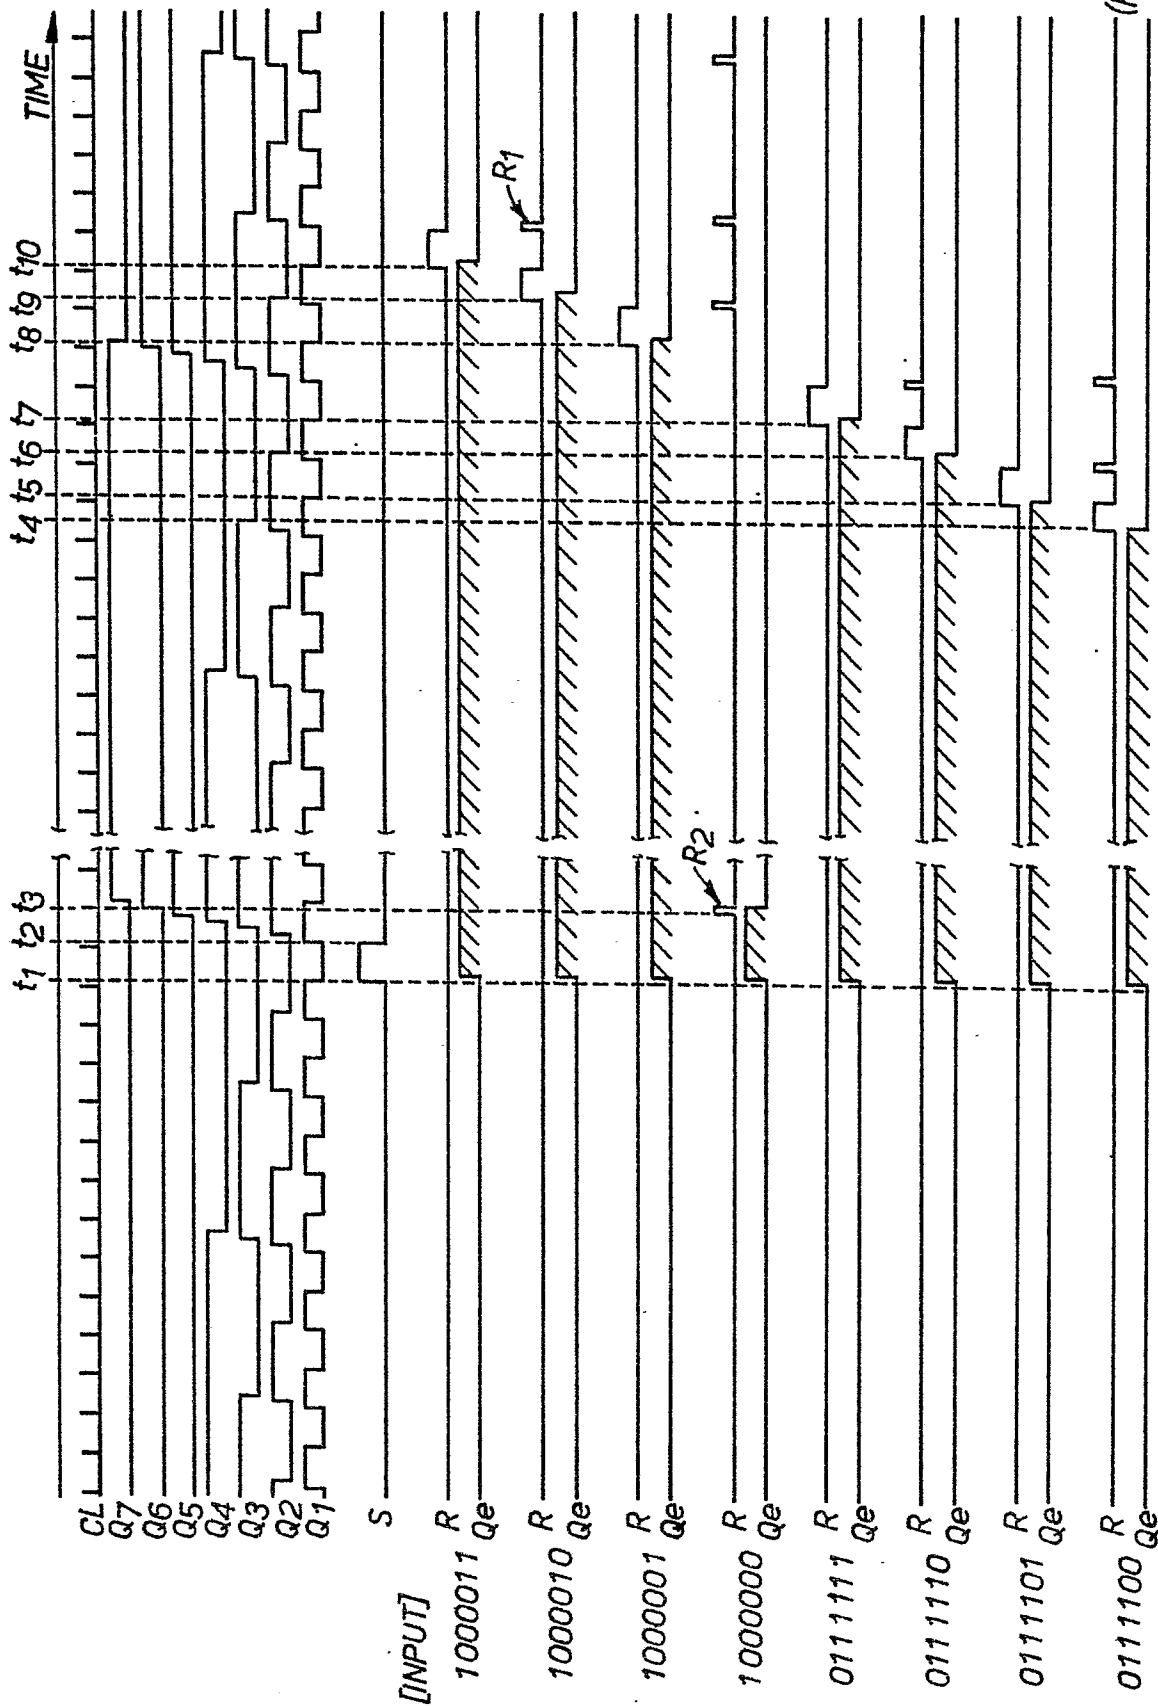 TIME
t1 t2 t3 t4 t5 t6 t7 t8 t9 t10
CL
Q7
Q6
Q5
Q4
Q3
Q2
Q1
S
[INPUT]
1000011 R
Qe
1000010 R
Qe
R1
1000001 R
Qe
1000000 R
Qe
R2
0111111 R
Qe
0111110 R
Qe
0111101 R
Qe
0111100 R
Qe